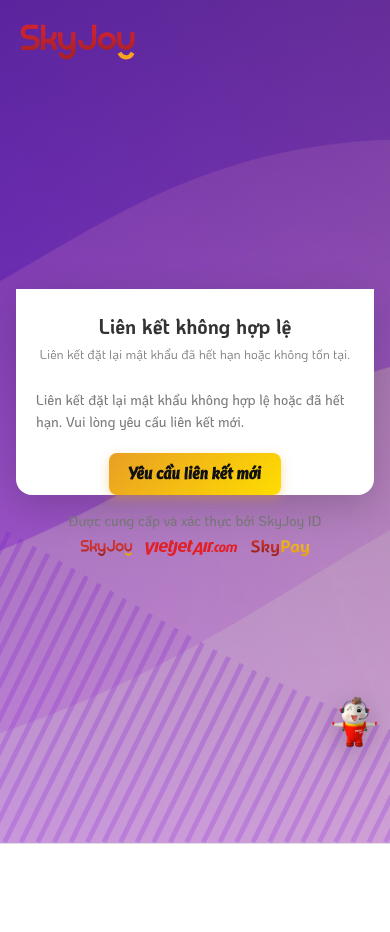 SkyJoy
Liên kết không hợp lệ
Liên kết đặt lại mật khẩu đã hết hạn hoặc không tồn tại.
Liên kết đặt lại mật khẩu không hợp lệ hoặc đã hết
hạn. Vui lòng yêu cầu liên kết mới.
Yêu cầu liên kết mới
Được cung cấp và xác thực bởi SkyJoy ID
SkyJoy vietjetAir.com SkyPay